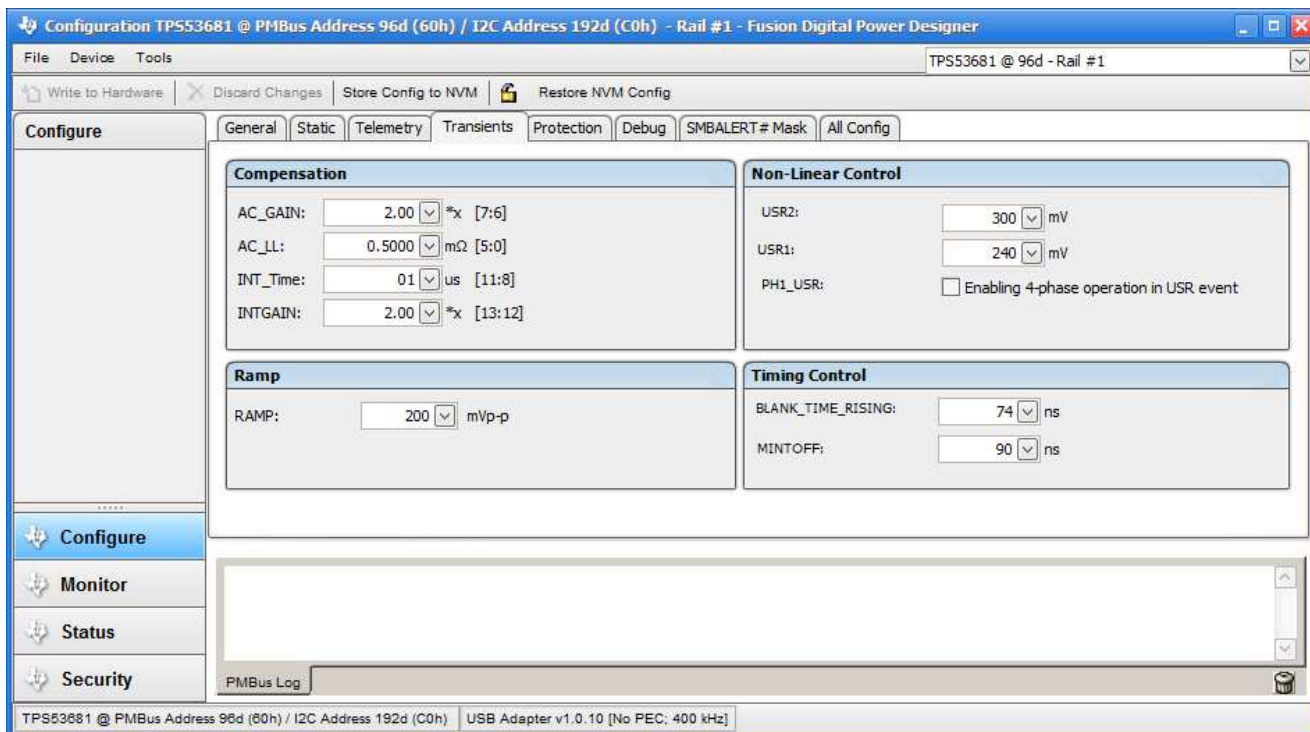 Configuration TPS53681 @ PMBus Address 96d (60h) / I2C Address 192d (C0h) - Rail #1 - Fusion Digital Power Designer
File Device Tools
TPS53681 @ 96d - Rail #1
Write to Hardware Discard Changes Store Config to NVM Restore NVM Config
Configure
General Static Telemetry Transients Protection Debug SMBALERT# Mask All Config
Compensation
AC_GAIN: 2.00 *x [7:6]
AC_LL: 0.5000 mΩ [5:0]
INT_Time: 01 us [11:8]
INTGAIN: 2.00 *x [13:12]
Non-Linear Control
USR2: 300 mV
USR1: 240 mV
PH1_USR: Enabling 4-phase operation in USR event
Ramp
RAMP: 200 mVp-p
Timing Control
BLANK_TIME_RISING: 74 ns
MINTOFF: 90 ns
Configure
Monitor
Status
Security
PMBus Log
TPS53681 @ PMBus Address 96d (60h) / I2C Address 192d (C0h) USB Adapter v1.0.10 [No PEC; 400 kHz]